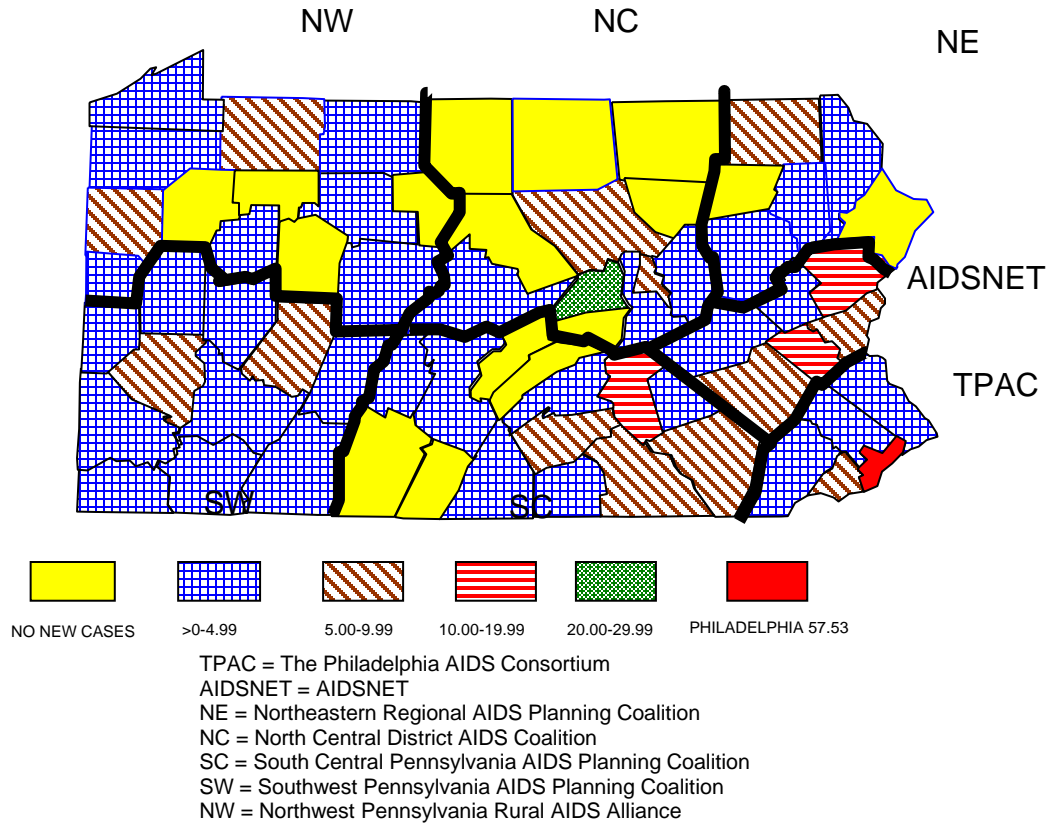 NW NC
NE
AIDSNET
TPAC
SW SC
NO NEW CASES >0-4.99 5.00-9.99 10.00-19.99 20.00-29.99 PHILADELPHIA 57.53
TPAC = The Philadelphia AIDS Consortium
AIDSNET = AIDSNET
NE = Northeastern Regional AIDS Planning Coalition
NC = North Central District AIDS Coalition
SC = South Central Pennsylvania AIDS Planning Coalition
SW = Southwest Pennsylvania AIDS Planning Coalition
NW = Northwest Pennsylvania Rural AIDS Alliance